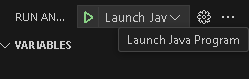 RUN AN... Launch Jav
Launch Java Program
VARIABLES